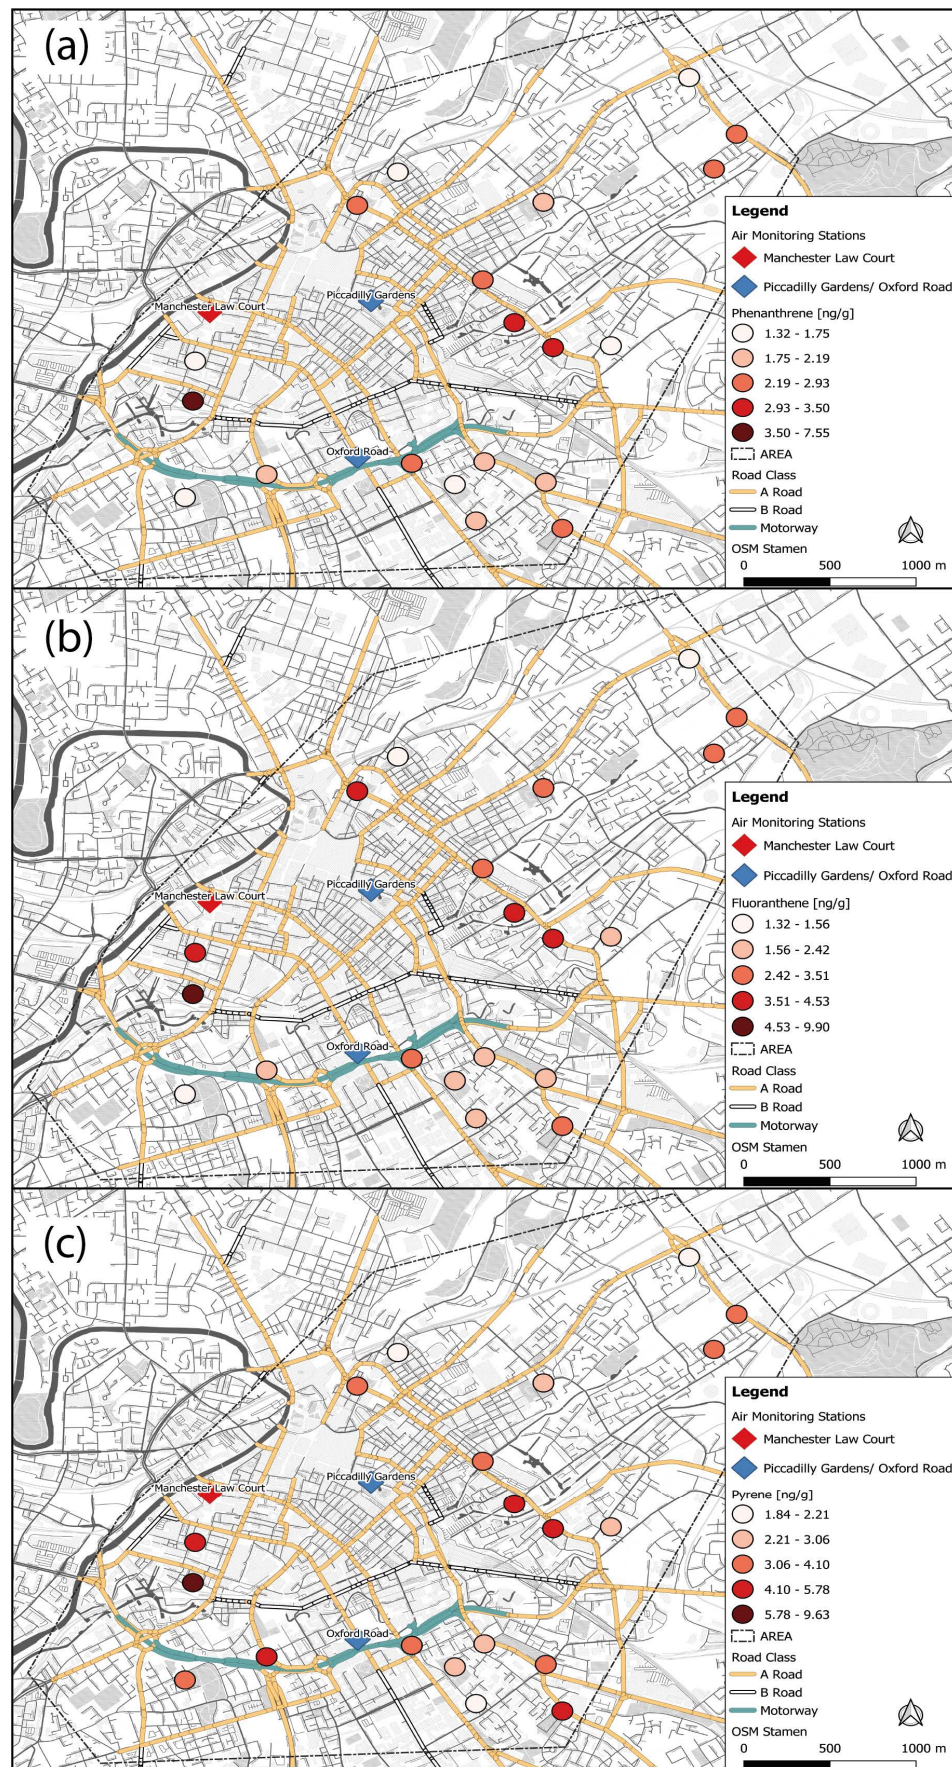 (a)
Manchester Law Court
Piccadilly Gardens
Oxford Road
Legend
Air Monitoring Stations
Manchester Law Court
Piccadilly Gardens/ Oxford Road
Phenanthrene [ng/g]
1.32 - 1.75
1.75 - 2.19
2.19 - 2.93
2.93 - 3.50
3.50 - 7.55
AREA
Road Class
A Road
B Road
Motorway
OSM Stamen
0 500 1000 m
(b)
Manchester Law Court
Piccadilly Gardens
Oxford Road
Legend
Air Monitoring Stations
Manchester Law Court
Piccadilly Gardens/ Oxford Road
Fluoranthene [ng/g]
1.32 - 1.56
1.56 - 2.42
2.42 - 3.51
3.51 - 4.53
4.53 - 9.90
AREA
Road Class
A Road
B Road
Motorway
OSM Stamen
0 500 1000 m
(c)
Piccadilly Gardens
Manchester Law Court
Oxford Road
Legend
Air Monitoring Stations
Manchester Law Court
Piccadilly Gardens/ Oxford Road
Pyrene [ng/g]
1.84 - 2.21
2.21 - 3.06
3.06 - 4.10
4.10 - 5.78
5.78 - 9.63
AREA
Road Class
A Road
B Road
Motorway
OSM Stamen
0 500 1000 m